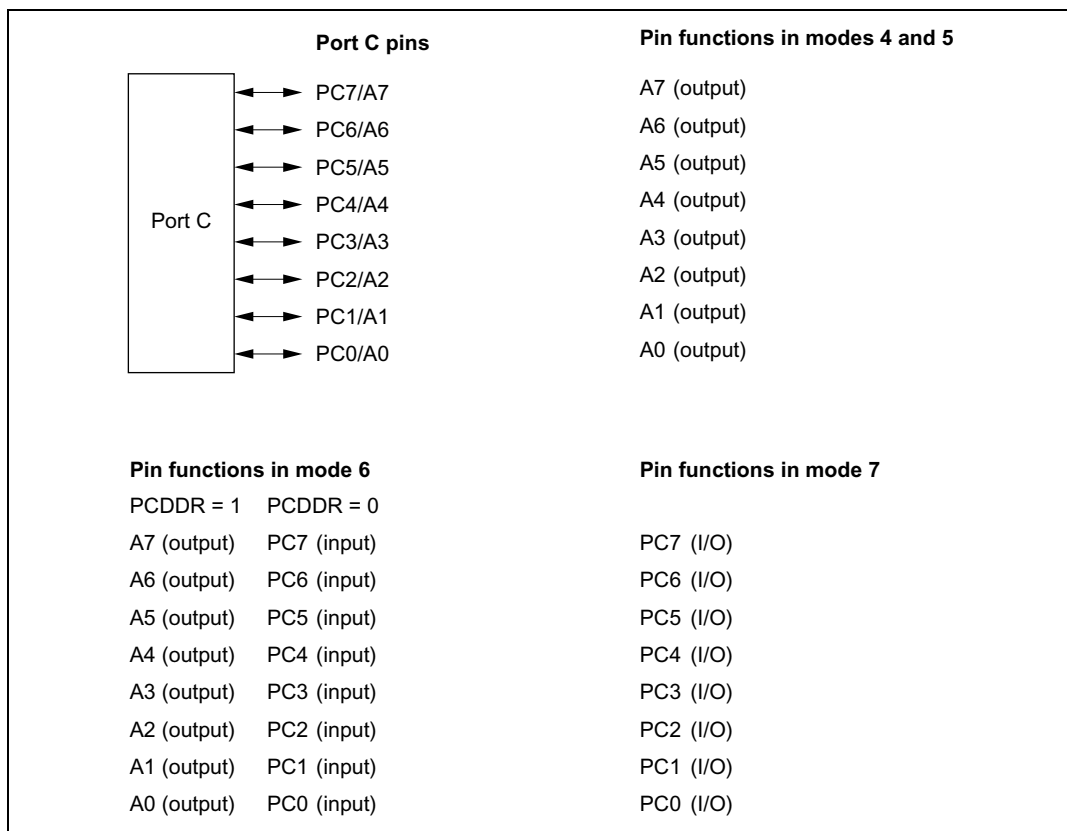 Port C pins
Pin functions in modes 4 and 5
Port C
PC7/A7
A7 (output)
PC6/A6
A6 (output)
PC5/A5
A5 (output)
PC4/A4
A4 (output)
PC3/A3
A3 (output)
PC2/A2
A2 (output)
PC1/A1
A1 (output)
PC0/A0
A0 (output)
Pin functions in mode 6
PCDDR = 1 PCDDR = 0
A7 (output) PC7 (input)
A6 (output) PC6 (input)
A5 (output) PC5 (input)
A4 (output) PC4 (input)
A3 (output) PC3 (input)
A2 (output) PC2 (input)
A1 (output) PC1 (input)
A0 (output) PC0 (input)
Pin functions in mode 7
PC7 (I/O)
PC6 (I/O)
PC5 (I/O)
PC4 (I/O)
PC3 (I/O)
PC2 (I/O)
PC1 (I/O)
PC0 (I/O)